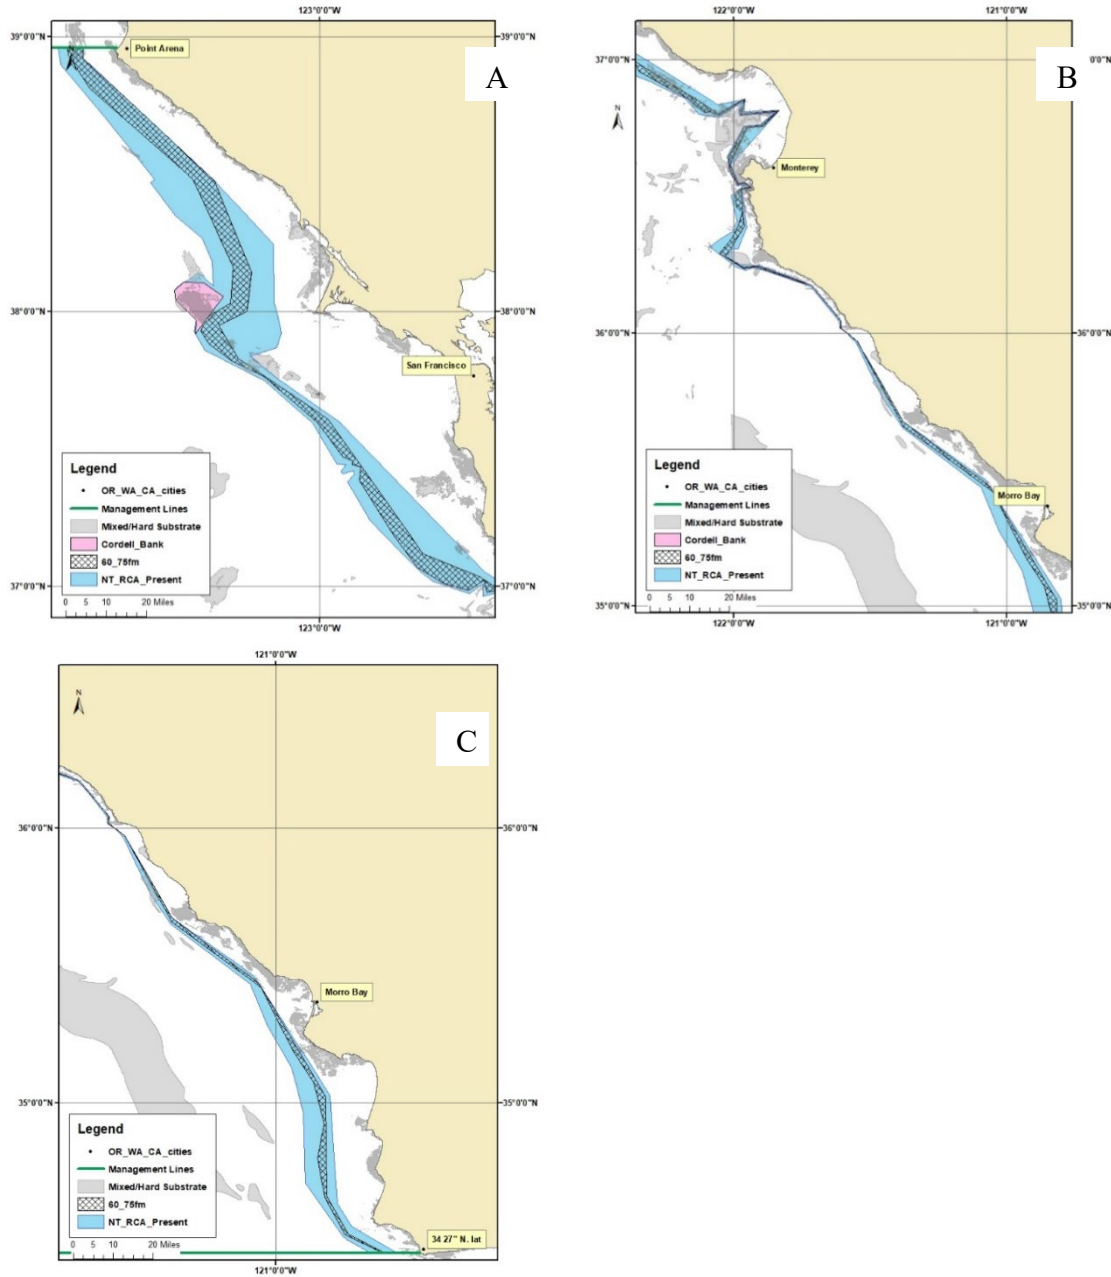 123°0'0"W
39°0'0"N
39°0'0"N
Point Arena
A
38°0'0"N
38°0'0"N
San Francisco
Legend
OR_WA_CA_cities
Management Lines
Mixed/Hard Substrate
Cordell_Bank
60_75fm
NT_RCA_Present
0 5 10 20 Miles
37°0'0"N
37°0'0"N
123°0'0"W
122°0'0"W
121°0'0"W
37°0'0"N
B
0'0"N
N
Monterey
36°0'0"N
36°0'0"N
Morro Bay
Legend
OR_WA_CA_cities
Management Lines
Mixed/Hard Substrate
60_75fm
NT_RCA_Present
0 5 10 20 Miles
35°0'0"N
35°0'0"N
122°0'0"W
121°0'0"W
121°0'0"W
N
C
36°0'0"N
36°0'0"N
Morro Bay
35°0'0"N
35°0'0"N
Legend
OR_WA_CA_cities
Management Lines
Mixed/Hard Substrate
60_75fm
NT_RCA_Present
0 5 10 20 Miles
34 27" N. lat
121°0'0"W